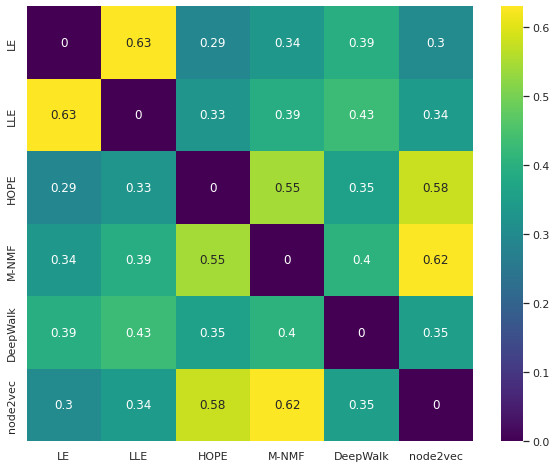 LE 0 0.63 0.29 0.34 0.39 0.3
LLE 0.63 0 0.33 0.39 0.43 0.34
HOPE 0.29 0.33 0 0.55 0.35 0.58
M-NMF 0.34 0.39 0.55 0 0.4 0.62
DeepWalk 0.39 0.43 0.35 0.4 0 0.35
node2vec 0.3 0.34 0.58 0.62 0.35 0
LE LLE HOPE M-NMF DeepWalk node2vec
0.6
0.5
0.4
0.3
0.2
0.1
0.0